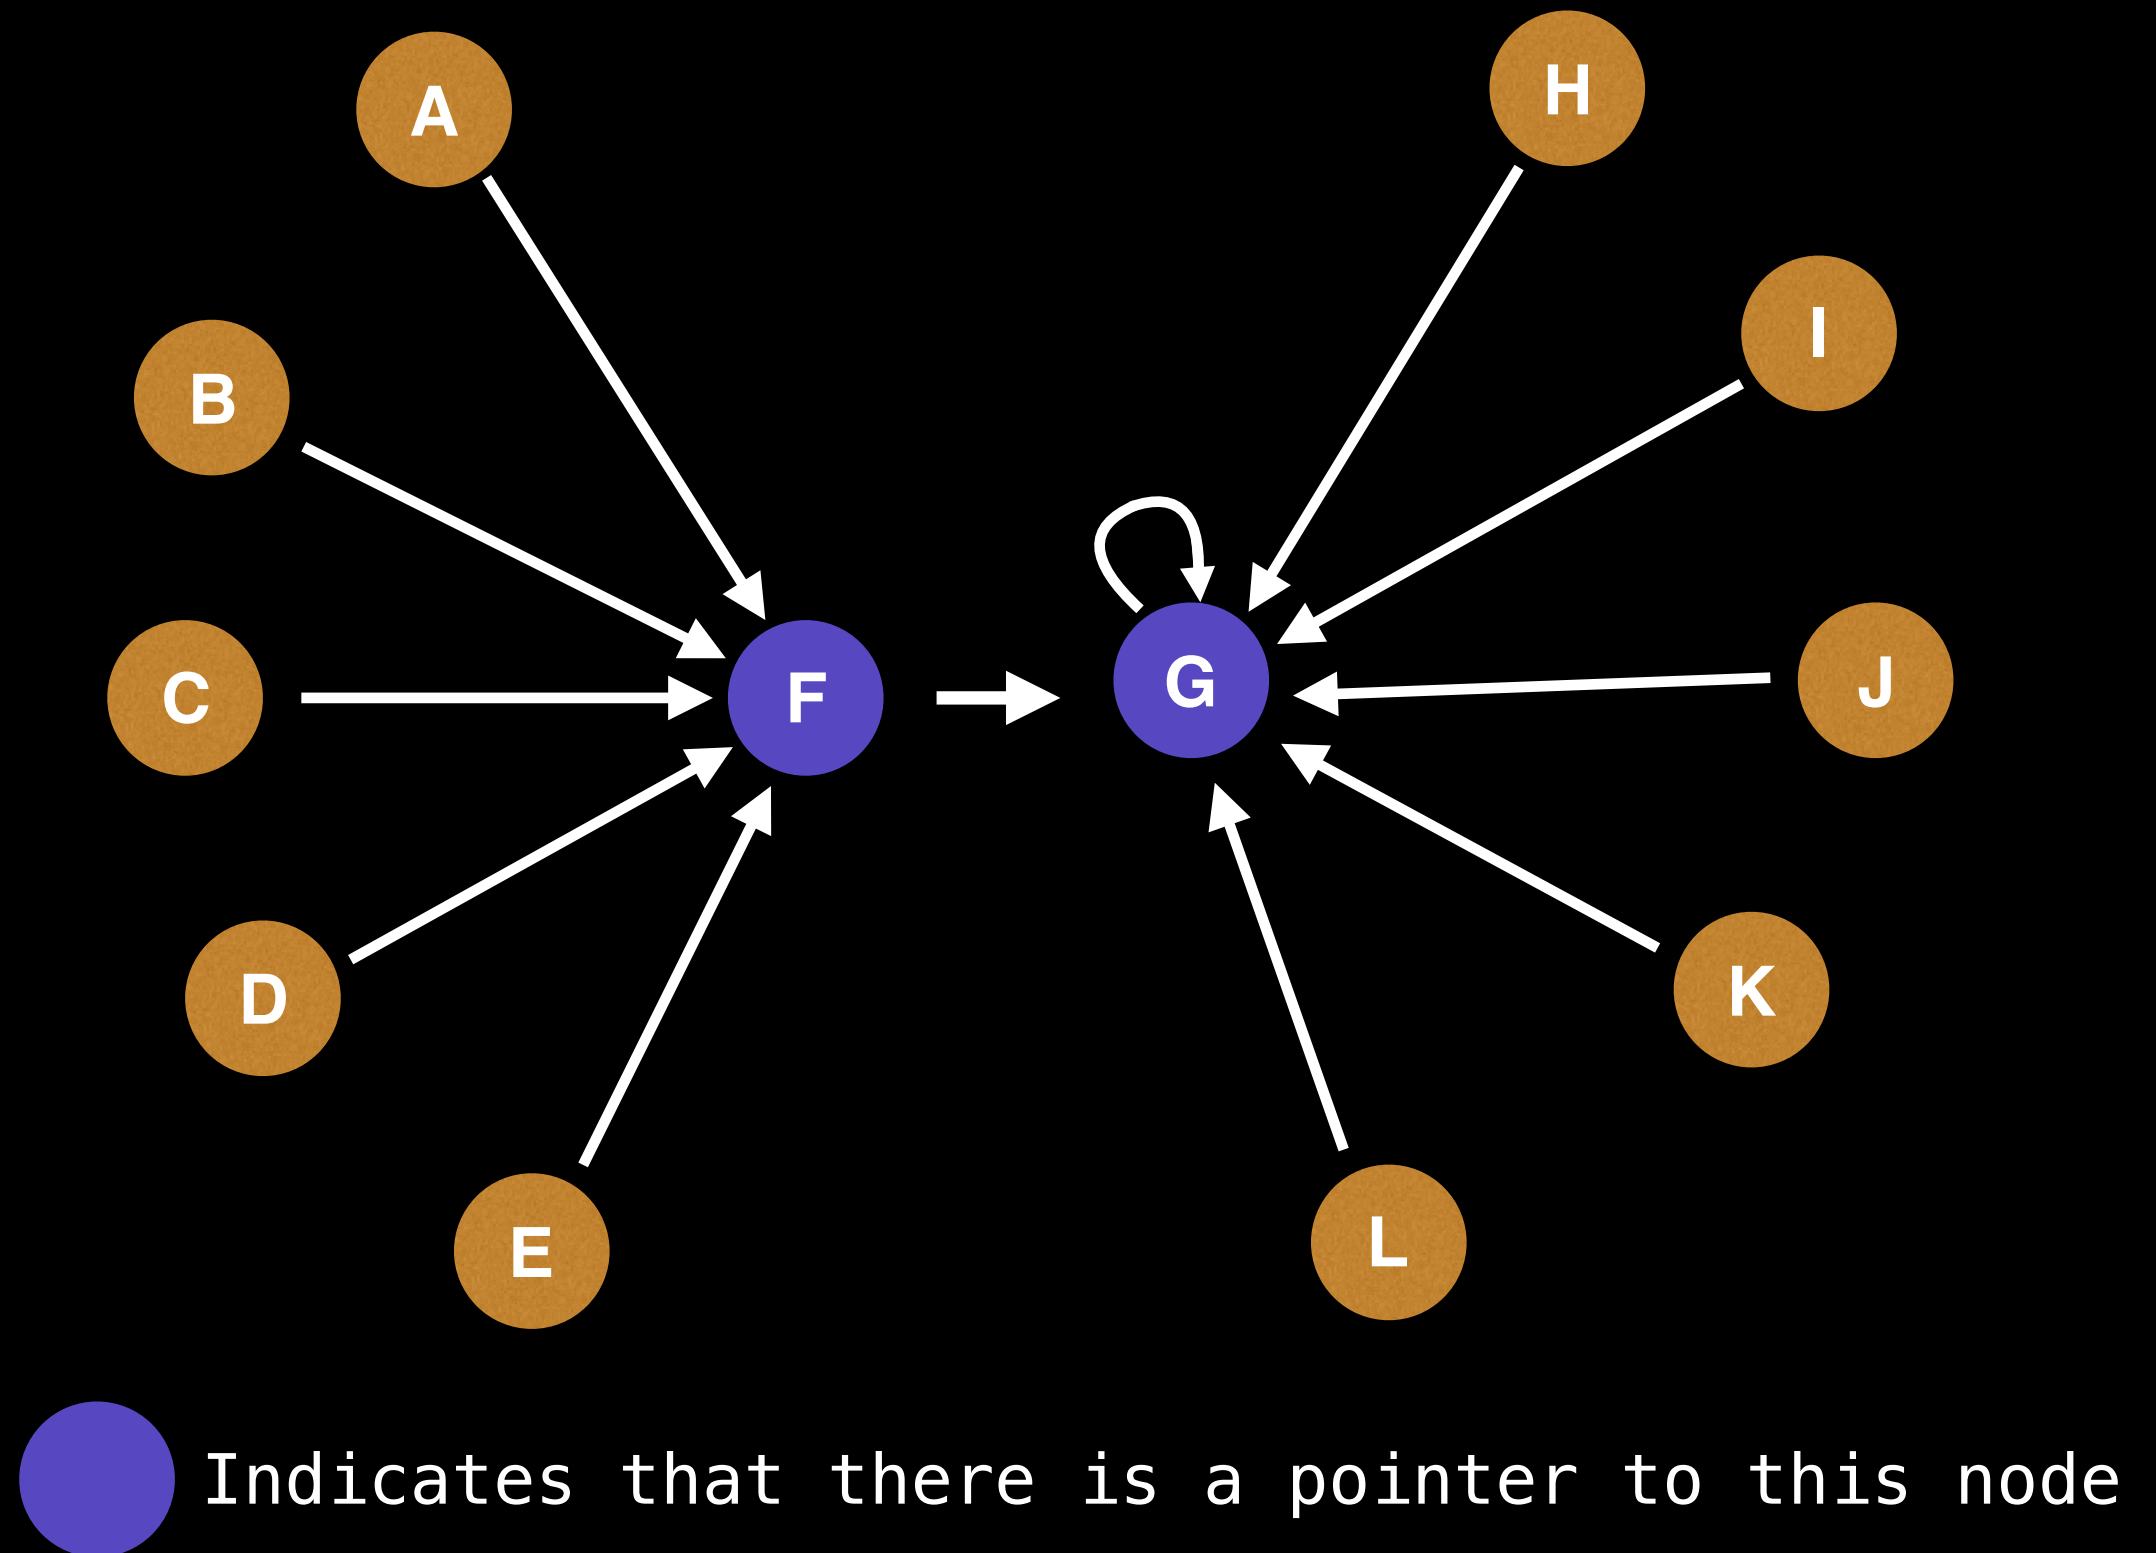 A
H
I
B
C
F
G
J
D
K
E
L
Indicates that there is a pointer to this node